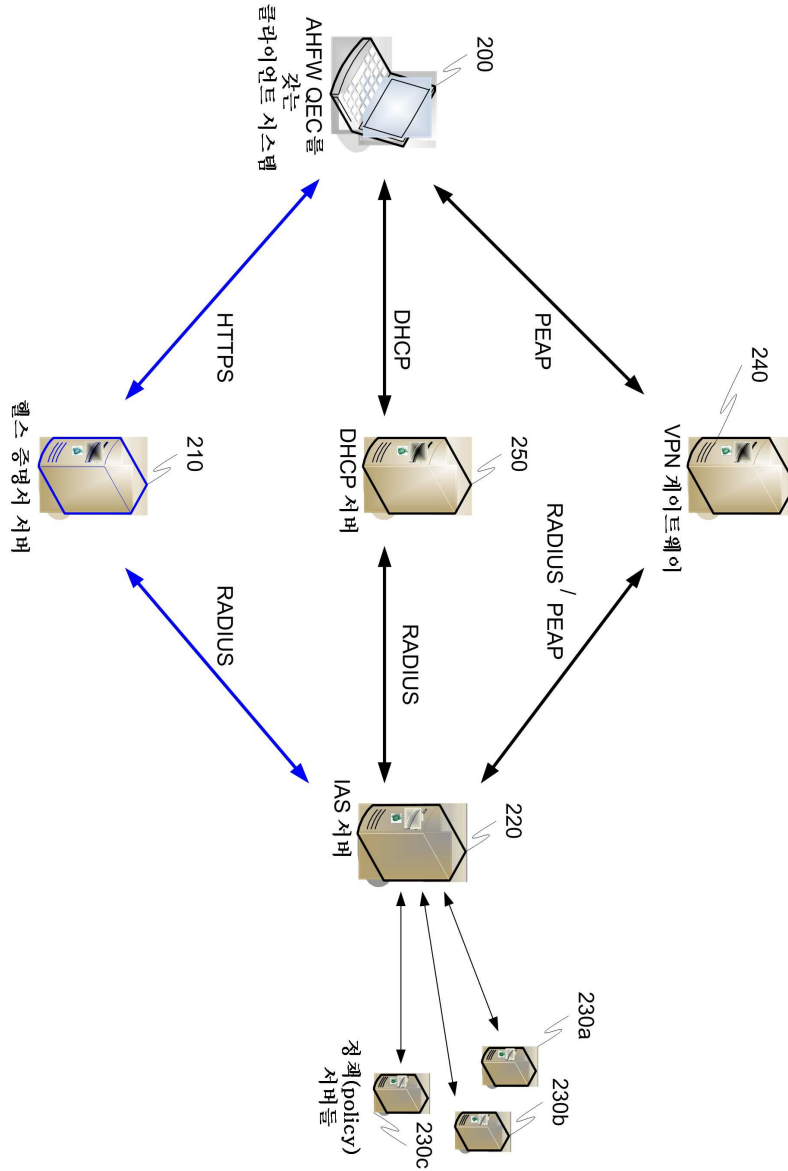 200
AHFW QEC를
갖는
클라이언트 시스템
PEAP
DHCP
HTTPS
240
VPN 게이트웨이
250
DHCP 서버
210
헬스 증명서 서버
RADIUS / PEAP
RADIUS
RADIUS
220
IAS 서버
230a
230b
230c
정책(policy)
서버들